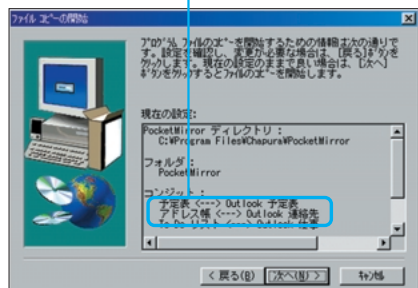 ファイル コピーの開始
プログラム ファイルのコピーを開始するための情報は次の通りで
す。設定を確認し、変更が必要な場合は、[戻る]ボタンを
クリックします。現在の設定のままで良い場合は、[次へ]
ボタンをクリックするとファイルのコピーを開始します。
現在の設定:
PocketMirror ディレクトリ :
C:¥Program Files¥Chapura¥PocketMirror
フォルダ :
PocketMirror
コンジット :
予定表 <---> Outlook 予定表
アドレス帳 <---> Outlook 連絡先
To Do リスト <---> Outlook 仕事
< 戻る(B)
次へ(N) >
キャンセル